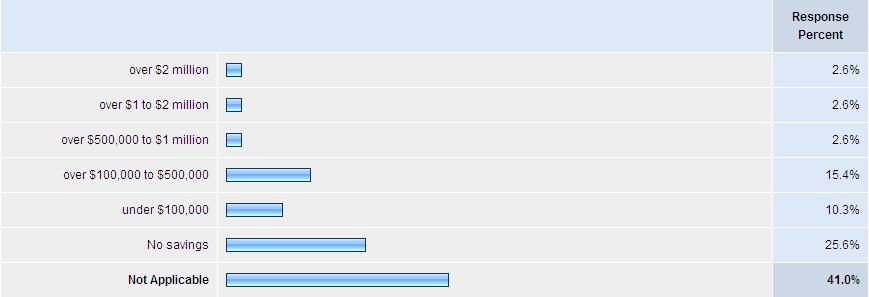 Response
Percent
over $2 million 2.6%
over $1 to $2 million 2.6%
over $500,000 to $1 million 2.6%
over $100,000 to $500,000 15.4%
under $100,000 10.3%
No savings 25.6%
Not Applicable 41.0%